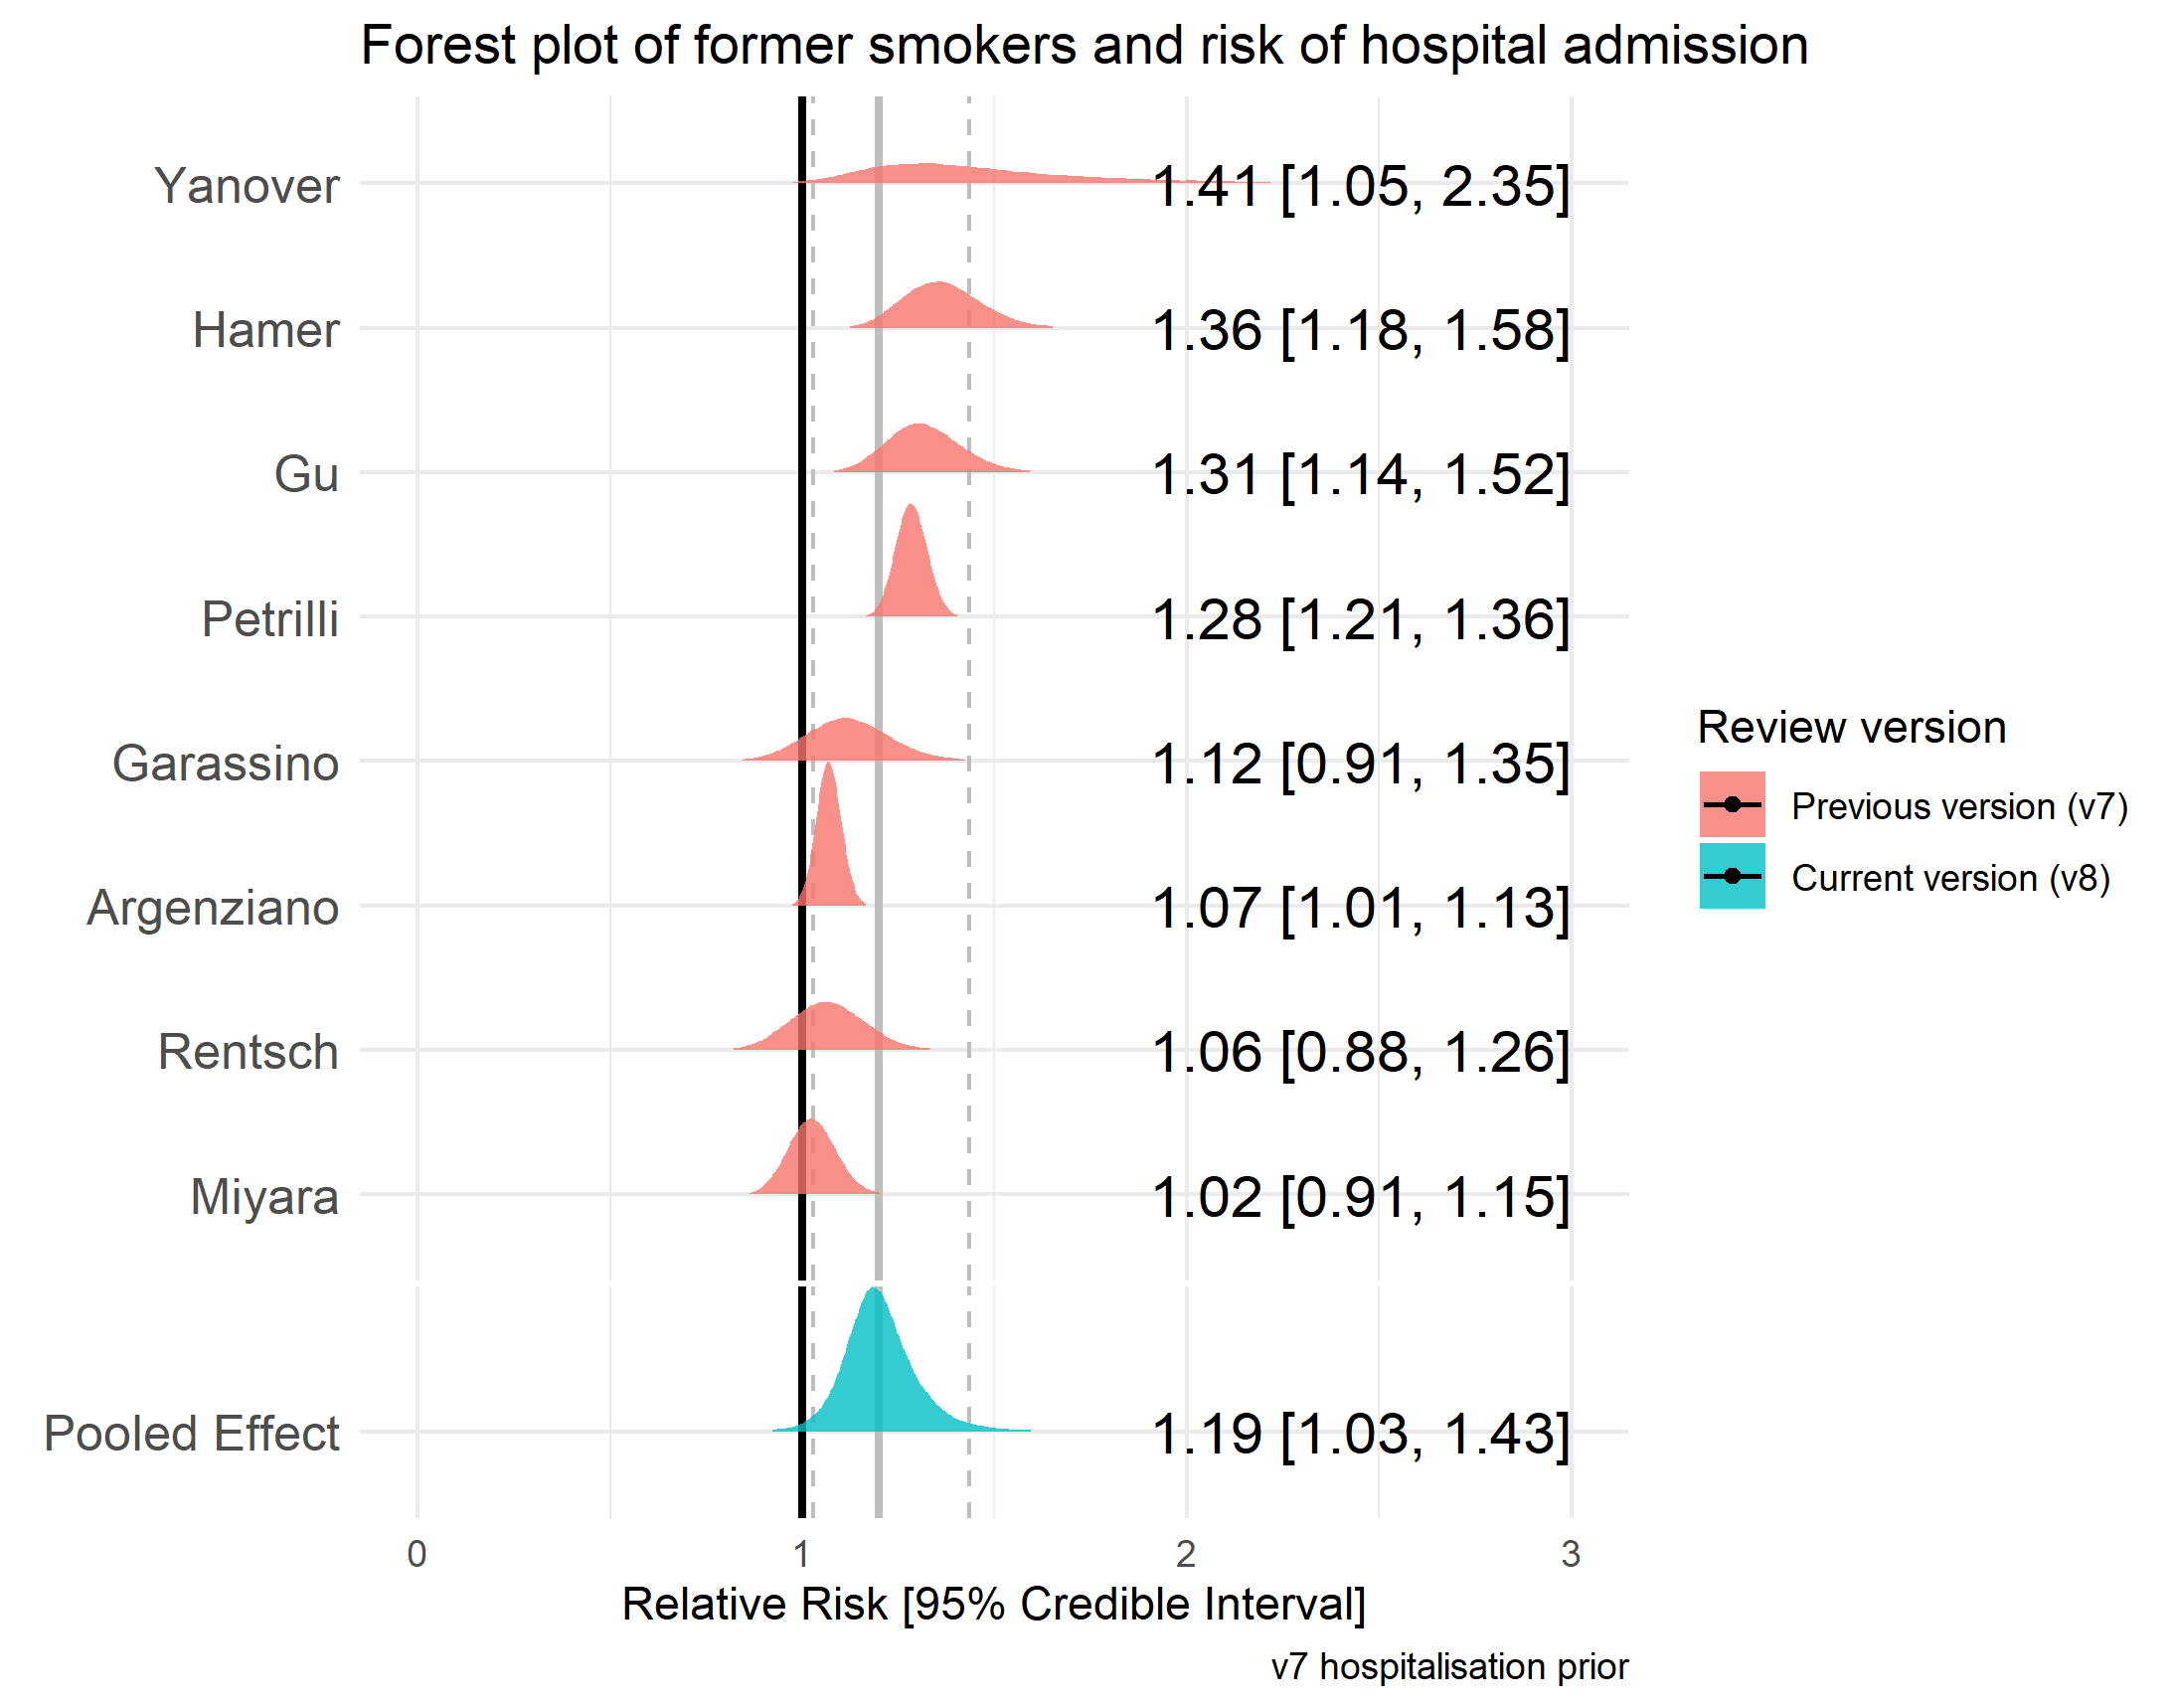 Forest plot of former smokers and risk of hospital admission
Yanover 1.41 [1.05, 2.35]
Hamer 1.36 [1.18, 1.58]
Gu 1.31 [1.14, 1.52]
Petrilli 1.28 [1.21, 1.36]
Garassino 1.12 [0.91, 1.35]
Argenziano 1.07 [1.01, 1.13]
Rentsch 1.06 [0.88, 1.26]
Miyara 1.02 [0.91, 1.15]
Pooled Effect 1.19 [1.03, 1.43]
0 1 2 3
Relative Risk [95% Credible Interval]
v7 hospitalisation prior
Review version
Previous version (v7)
Current version (v8)